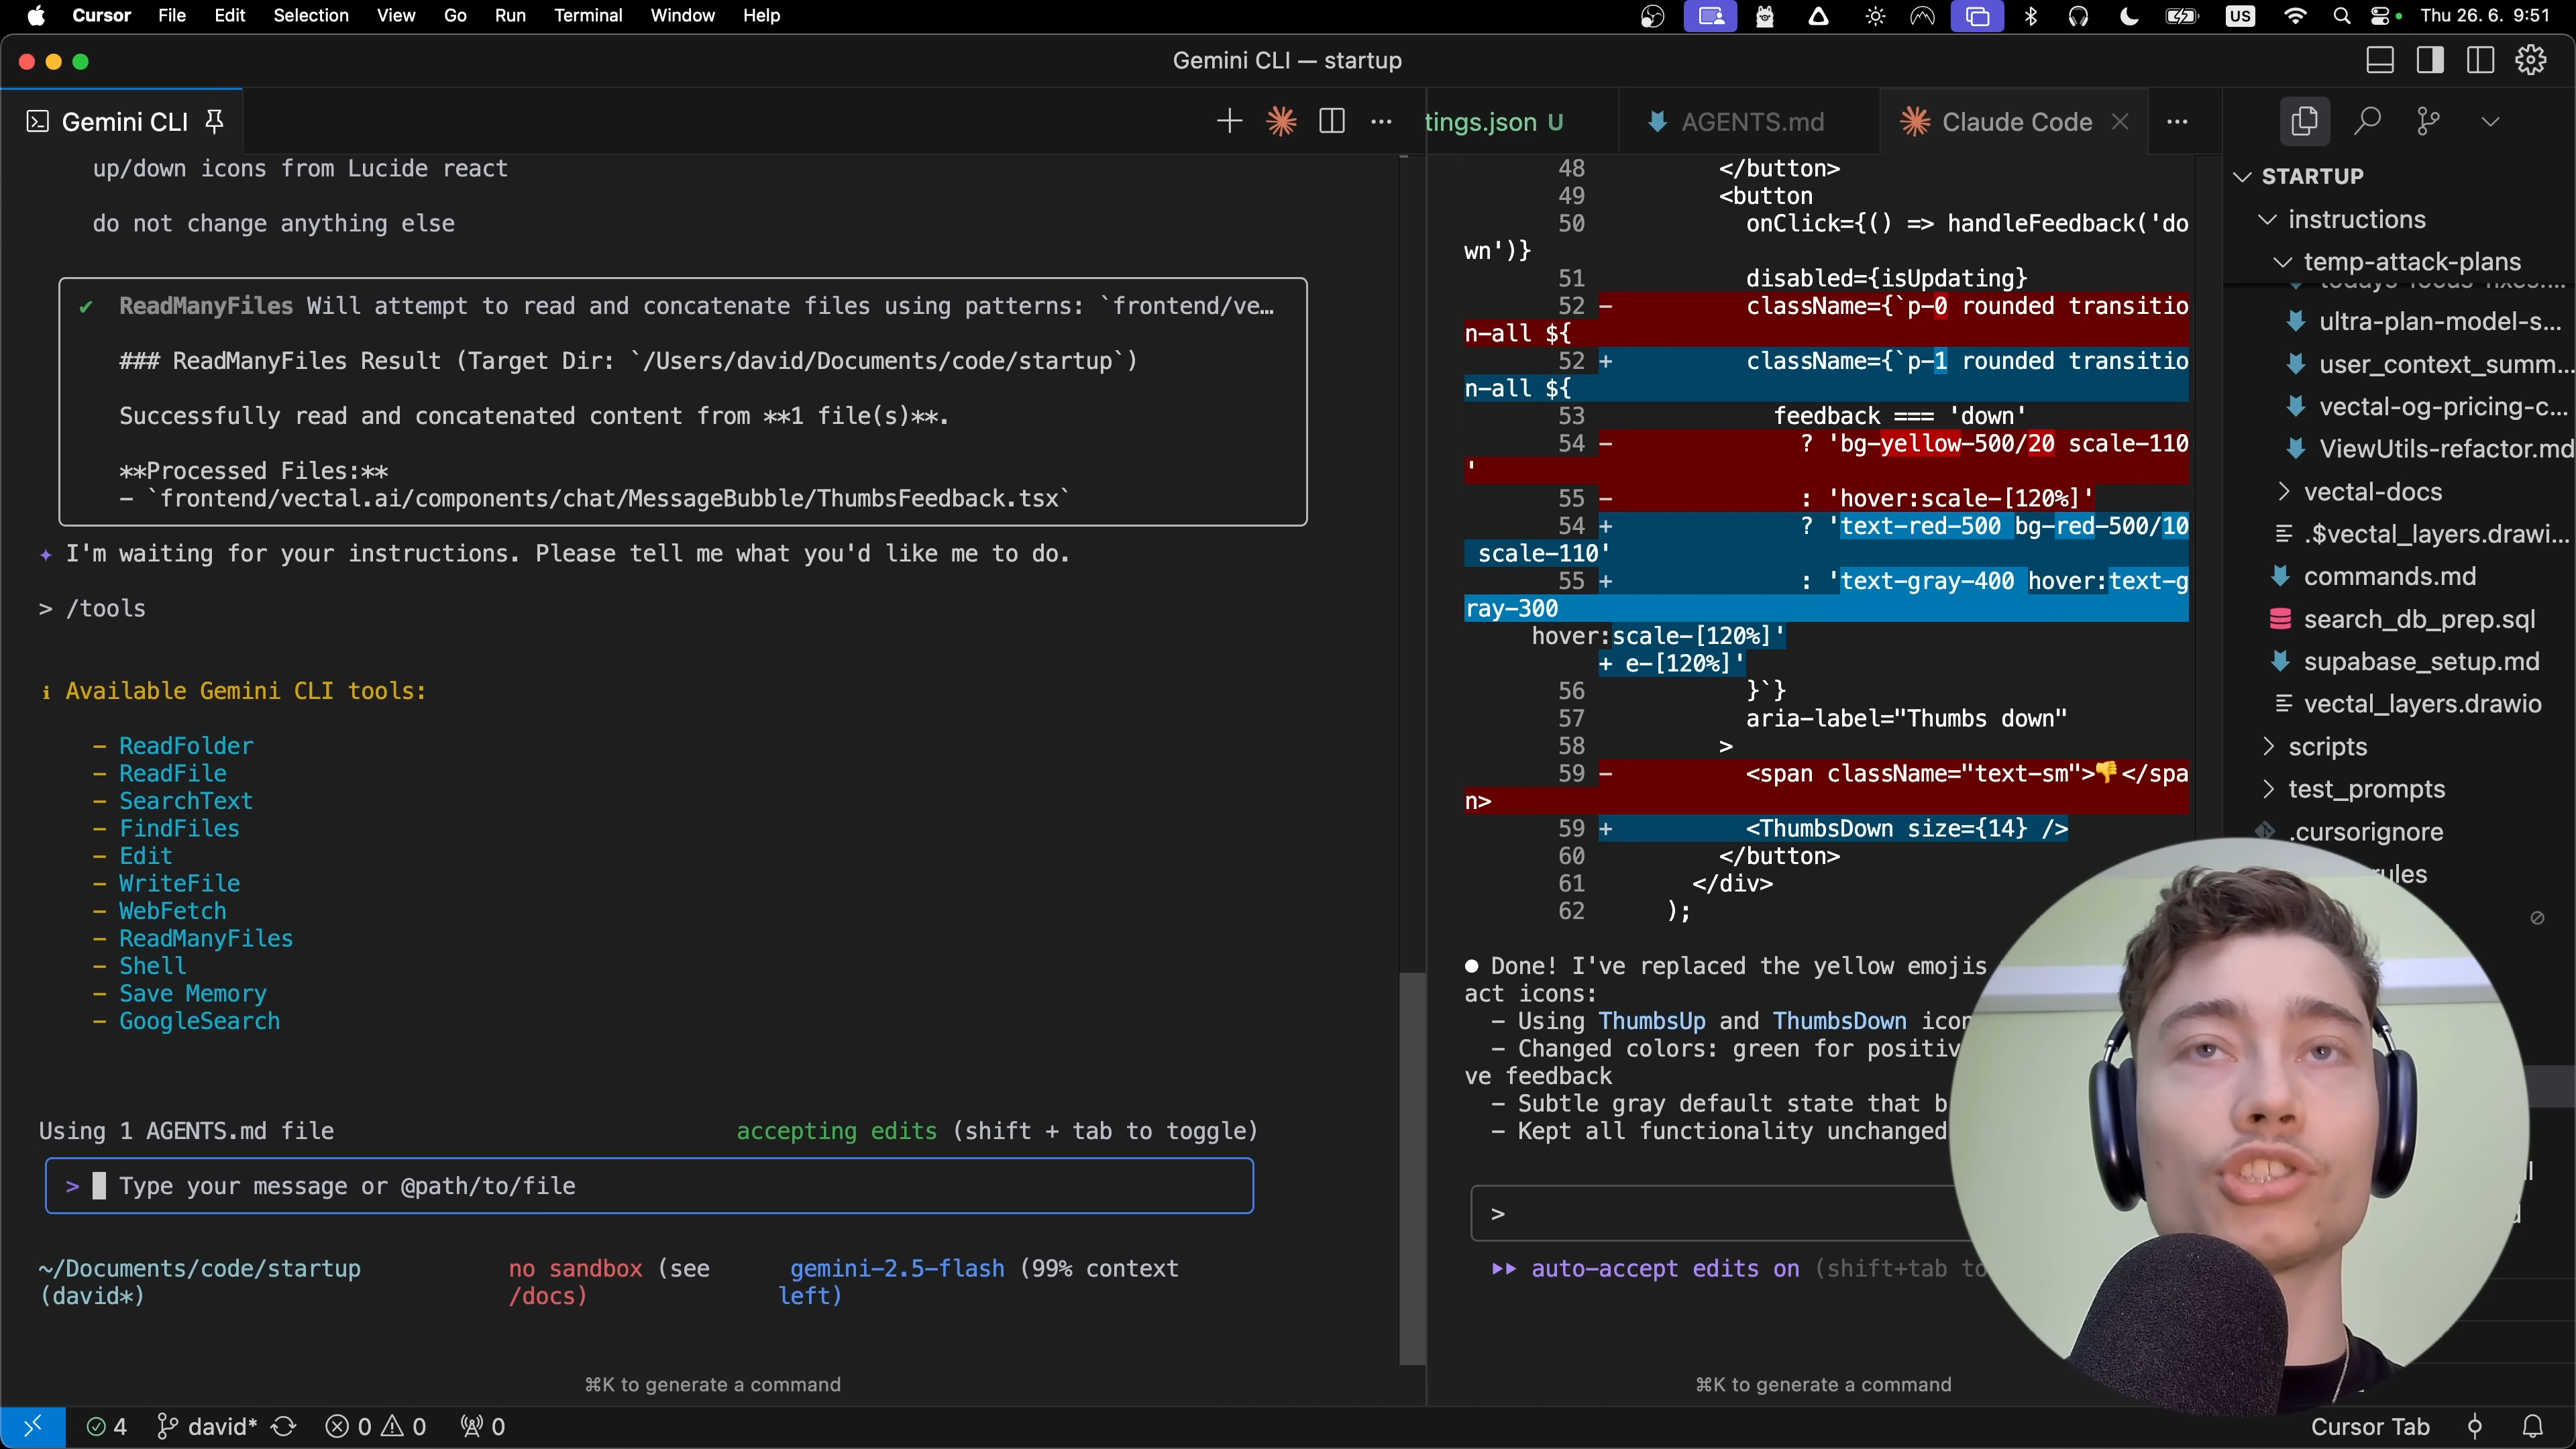 Cursor File Edit Selection View Go Run Terminal Window Help
US Thu 26. 6. 9:51
Gemini CLI — startup
Gemini CLI
up/down icons from Lucide react
do not change anything else
✔ ReadManyFiles Will attempt to read and concatenate files using patterns: `frontend/ve…
### ReadManyFiles Result (Target Dir: `/Users/david/Documents/code/startup`)
Successfully read and concatenated content from **1 file(s)**.
**Processed Files:**
- `frontend/vectal.ai/components/chat/MessageBubble/ThumbsFeedback.tsx`
✦ I'm waiting for your instructions. Please tell me what you'd like me to do.
> /tools
ℹ Available Gemini CLI tools:
- ReadFolder
- ReadFile
- SearchText
- FindFiles
- Edit
- WriteFile
- WebFetch
- ReadManyFiles
- Shell
- Save Memory
- GoogleSearch
Using 1 AGENTS.md file
accepting edits (shift + tab to toggle)
> Type your message or @path/to/file
~/Documents/code/startup
(david*)
no sandbox (see
/docs)
gemini-2.5-flash (99% context
left)
⌘K to generate a command
tings.json U
AGENTS.md
Claude Code
48 </button>
49 <button
50 onClick={() => handleFeedback('do
wn')}
51 disabled={isUpdating}
52 - className={`p-0 rounded transitio
n-all ${
52 + className={`p-1 rounded transitio
n-all ${
53 feedback === 'down'
54 - ? 'bg-yellow-500/20 scale-110
'
55 - : 'hover:scale-[120%]'
54 + ? 'text-red-500 bg-red-500/10
scale-110'
55 + : 'text-gray-400 hover:text-g
ray-300
hover:scale-[120%]'
+ e-[120%]'
56 }`}
57 aria-label="Thumbs down"
58 >
59 - <span className="text-sm">👎</spa
n>
59 + <ThumbsDown size={14} />
60 </button>
61 </div>
62 );
● Done! I've replaced the yellow emojis
act icons:
- Using ThumbsUp and ThumbsDown icon
- Changed colors: green for positiv
ve feedback
- Subtle gray default state that b
- Kept all functionality unchanged
>
⏵⏵ auto-accept edits on (shift+tab to
⌘K to generate a command
STARTUP
instructions
temp-attack-plans
ultra-plan-model-s...
user_context_summ...
vectal-og-pricing-c...
ViewUtils-refactor.md
vectal-docs
.$vectal_layers.drawi...
commands.md
search_db_prep.sql
supabase_setup.md
vectal_layers.drawio
scripts
test_prompts
.cursorignore
ules
4 david* 0 0 0
Cursor Tab